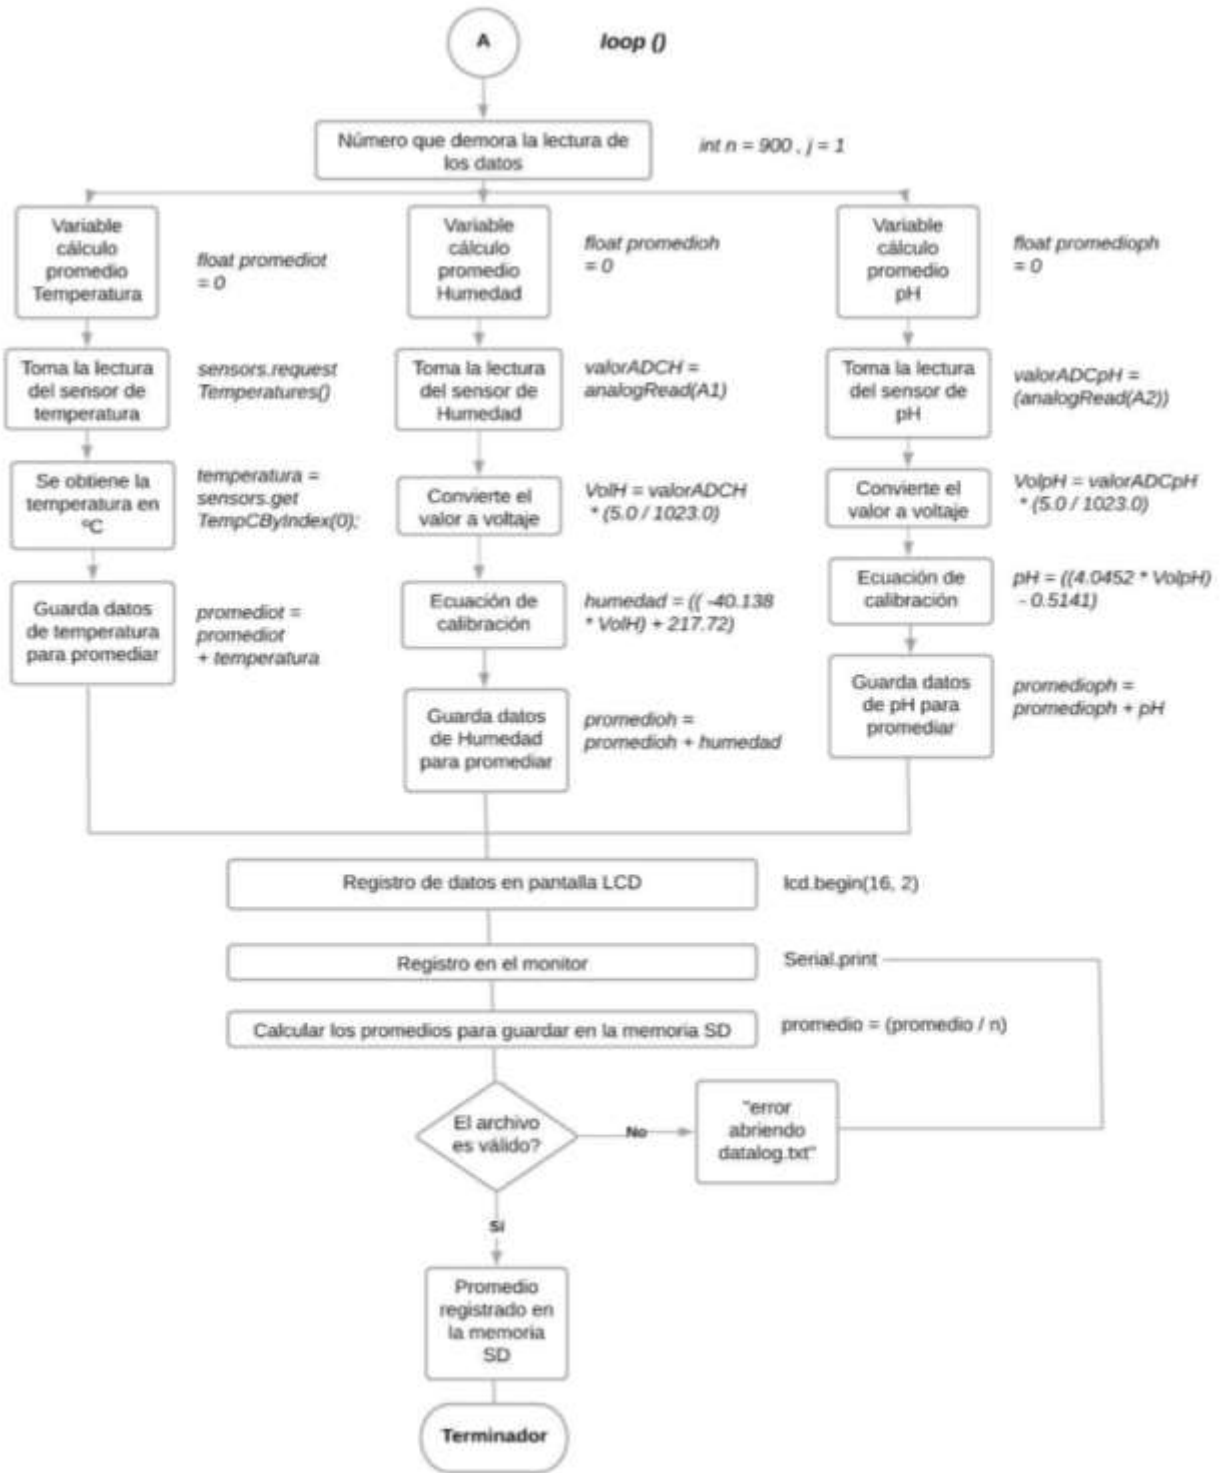 A
loop ()
Número que demora la lectura de
los datos
int n = 900 , j = 1
Variable
cálculo
promedio
Temperatura
float promediot
= 0
Variable
cálculo
promedio
Humedad
float promedioh
= 0
Variable
cálculo
promedio
pH
float promedioph
= 0
Toma la lectura
del sensor de
temperatura
sensors.request
Temperatures()
Toma la lectura
del sensor de
Humedad
valorADCH =
analogRead(A1)
Toma la lectura
del sensor de
pH
valorADCpH =
(analogRead(A2))
Se obtiene la
temperatura en
ºC
temperatura =
sensors.get
TempCByIndex(0);
Convierte el
valor a voltaje
VolH = valorADCH
* (5.0 / 1023.0)
Convierte el
valor a voltaje
VolpH = valorADCpH
* (5.0 / 1023.0)
Guarda datos
de temperatura
para promediar
promediot =
promediot
+ temperatura
Ecuación de
calibración
humedad = (( -40.138
* VolH) + 217.72)
Ecuación de
calibración
pH = ((4.0452 * VolpH)
- 0.5141)
Guarda datos
de Humedad
para promediar
promedioh =
promedioh + humedad
Guarda datos
de pH para
promediar
promedioph =
promedioph + pH
Registro de datos en pantalla LCD
lcd.begin(16, 2)
Registro en el monitor
Serial.print
Calcular los promedios para guardar en la memoria SD
promedio = (promedio / n)
El archivo
es válido?
No
"error
abriendo
datalog.txt"
Sí
Promedio
registrado en
la memoria
SD
Terminador